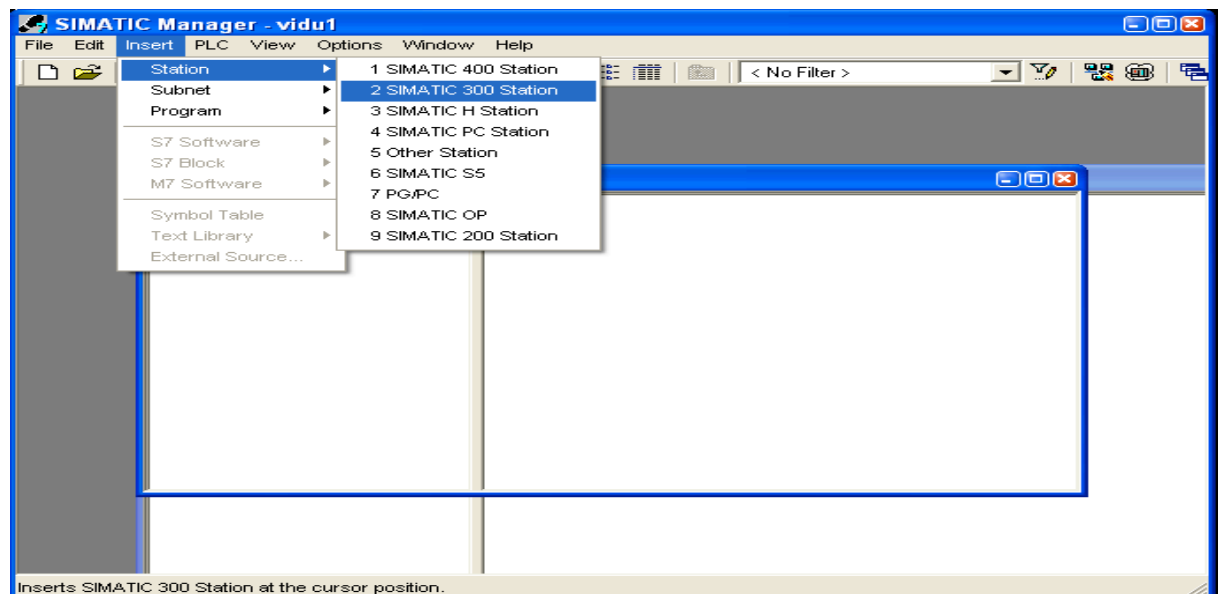 SIMATIC Manager - vidu1
File Edit Insert PLC View Options Window Help
< No Filter >
Station
Subnet
Program
S7 Software
S7 Block
M7 Software
Symbol Table
Text Library
External Source...
1 SIMATIC 400 Station
2 SIMATIC 300 Station
3 SIMATIC H Station
4 SIMATIC PC Station
5 Other Station
6 SIMATIC S5
7 PG/PC
8 SIMATIC OP
9 SIMATIC 200 Station
Inserts SIMATIC 300 Station at the cursor position.